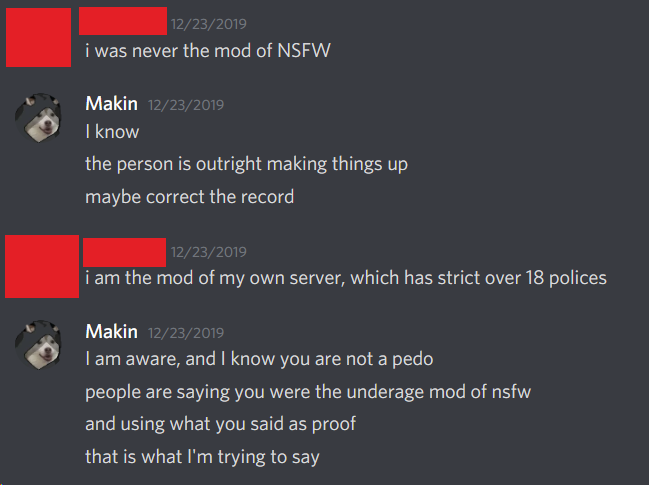 12/23/2019
i was never the mod of NSFW
Makin 12/23/2019
I know
the person is outright making things up
maybe correct the record
12/23/2019
i am the mod of my own server, which has strict over 18 polices
Makin 12/23/2019
I am aware, and I know you are not a pedo
people are saying you were the underage mod of nsfw
and using what you said as proof
that is what I'm trying to say